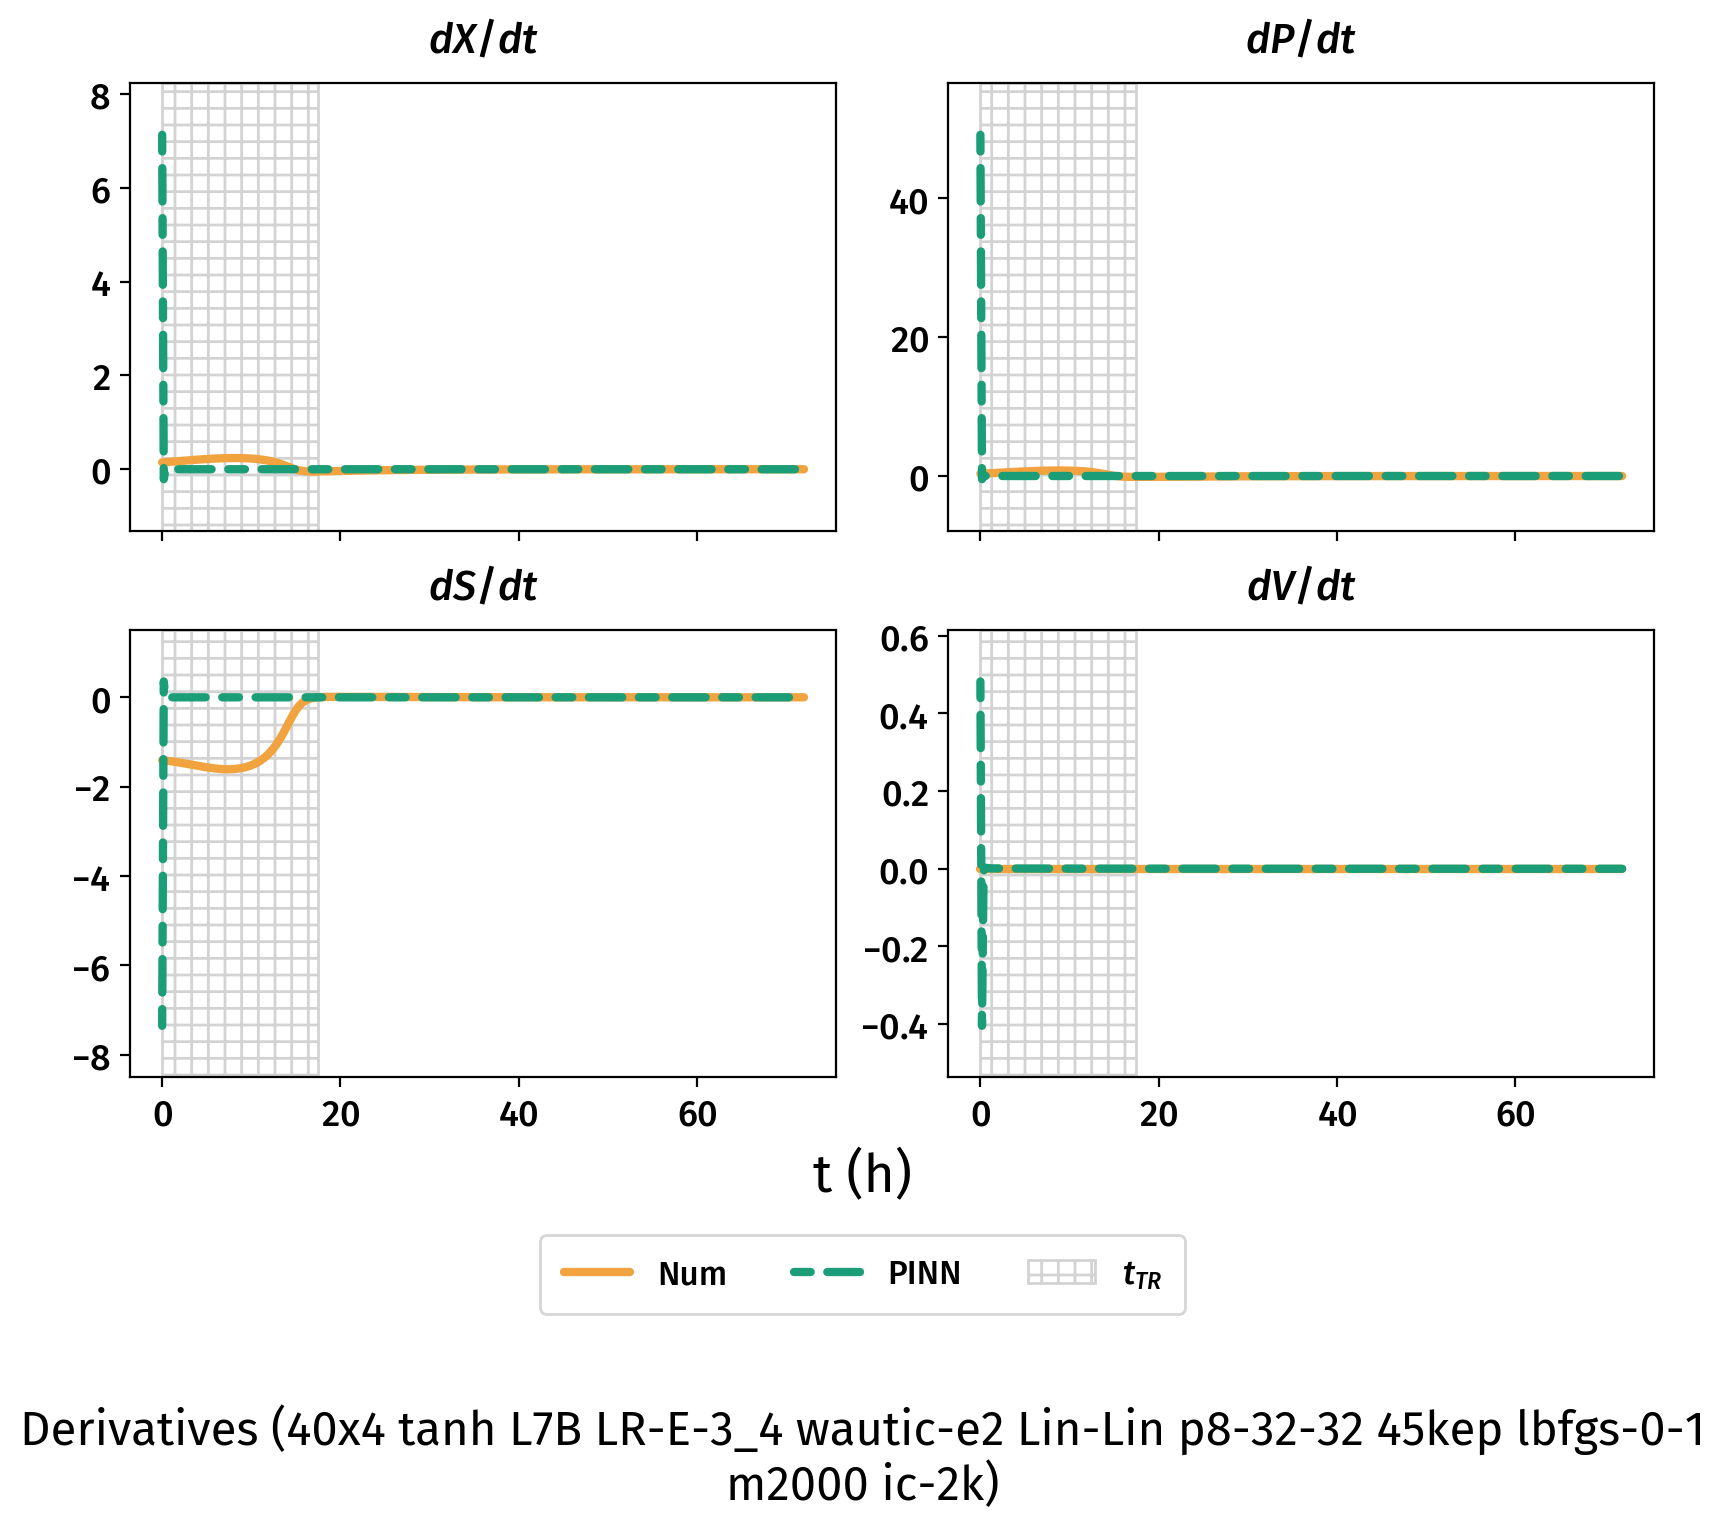 dX/dt
dP/dt
8
6
4
2
0
40
20
0
dS/dt
dV/dt
0
−2
−4
−6
−8
0 20 40 60
0.6
0.4
0.2
0.0
−0.2
−0.4
0 20 40 60
t (h)
Num PINN tTR
Derivatives (40x4 tanh L7B LR-E-3_4 wautic-e2 Lin-Lin p8-32-32 45kep lbfgs-0-1
m2000 ic-2k)